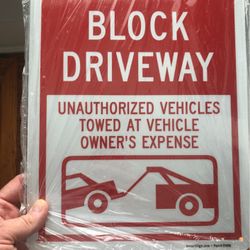 BLOCK
DRIVEWAY
UNAUTHORIZED VEHICLES
TOWED AT VEHICLE
OWNER'S EXPENSE